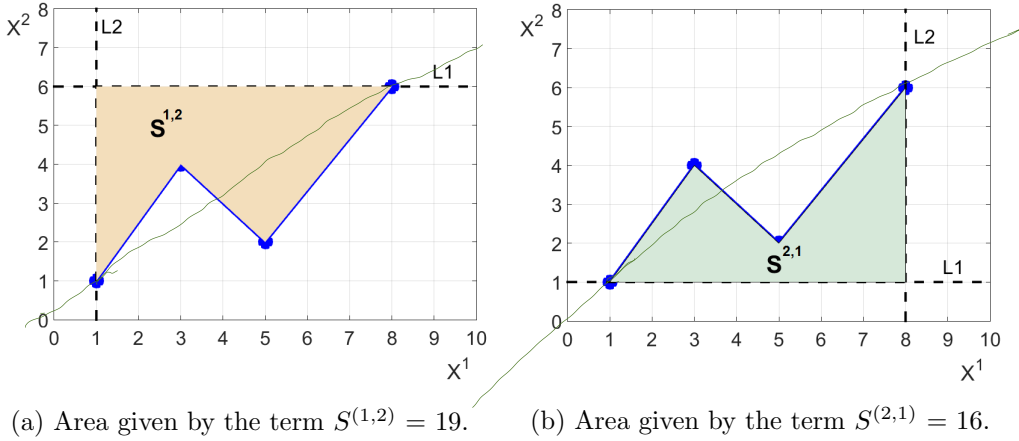 X²
8
7
6
5
4
3
2
1
0
L2
L1
S^{1,2}
0 1 2 3 4 5 6 7 8 9 10
X¹
(a) Area given by the term S^{(1,2)} = 19.
X²
8
7
6
5
4
3
2
1
0
L2
L1
S^{2,1}
0 1 2 3 4 5 6 7 8 9 10
X¹
(b) Area given by the term S^{(2,1)} = 16.